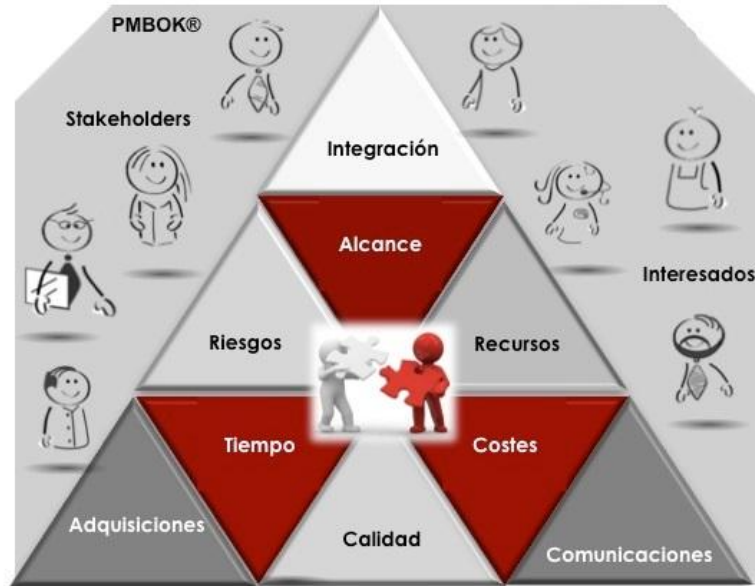 PMBOK®
Stakeholders
Integración
Alcance
Interesados
Riesgos
Recursos
Tiempo
Costes
Adquisiciones
Calidad
Comunicaciones